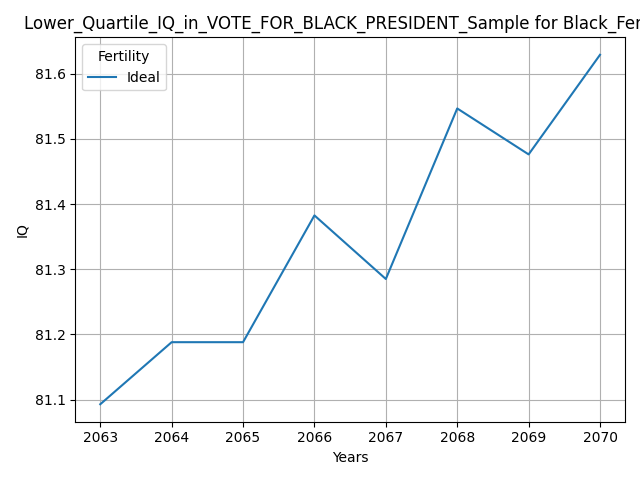 Lower_Quartile_IQ_in_VOTE_FOR_BLACK_PRESIDENT_Sample for Black_Fer
Fertility
Ideal
81.6
81.5
81.4
81.3
81.2
81.1
IQ
2063 2064 2065 2066 2067 2068 2069 2070
Years